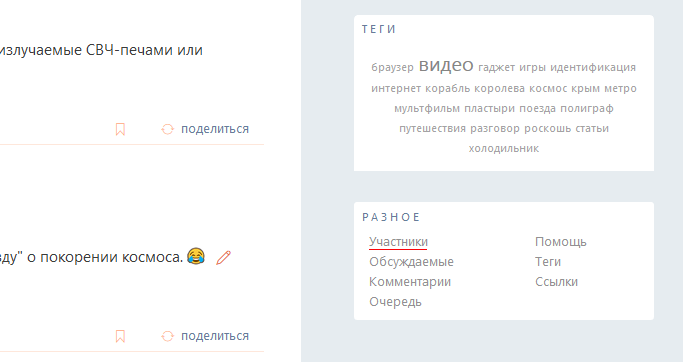 излучаемые СВЧ-печами или
поделиться
ду" о покорении космоса. 😂
поделиться
ТЕГИ
браузер видео гаджет игры идентификация
интернет корабль королева космос крым метро
мультфильм пластыри поезда полиграф
путешествия разговор роскошь статьи
холодильник
РАЗНОЕ
Участники Помощь
Обсуждаемые Теги
Комментарии Ссылки
Очередь